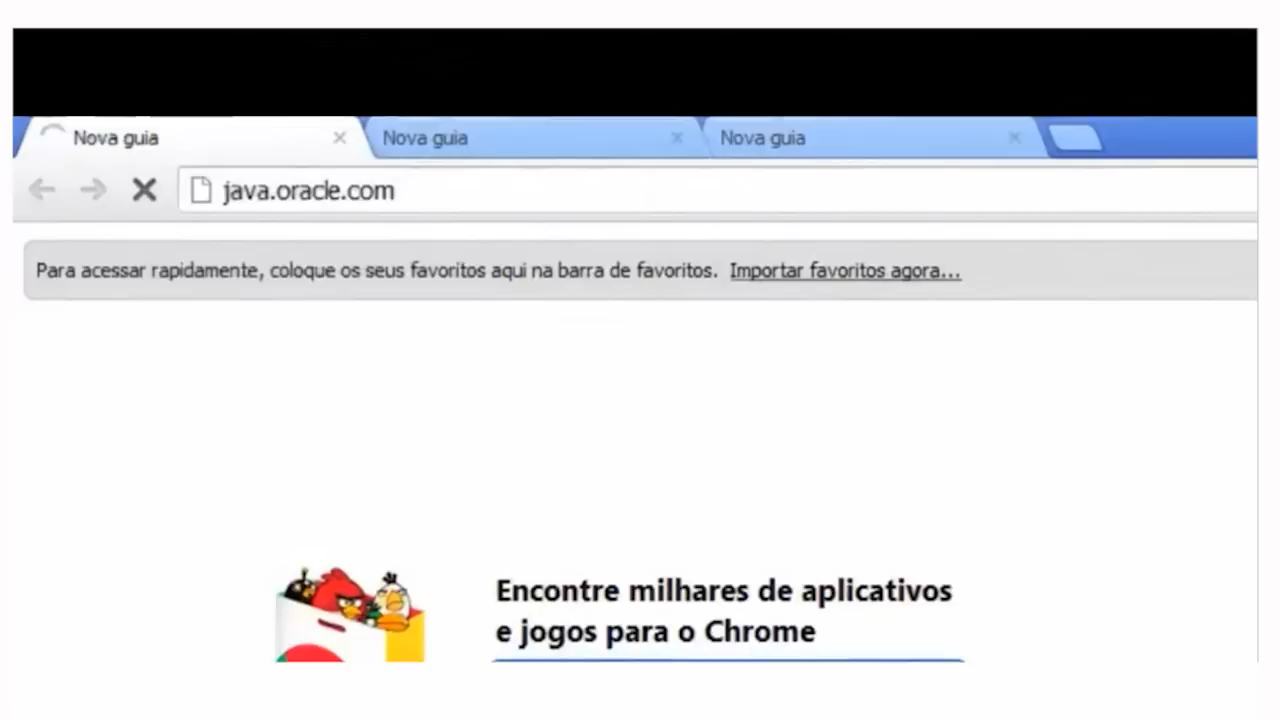 Nova guia
Nova guia
Nova guia
java.oracle.com
Para acessar rapidamente, coloque os seus favoritos aqui na barra de favoritos. Importar favoritos agora...
Encontre milhares de aplicativos
e jogos para o Chrome